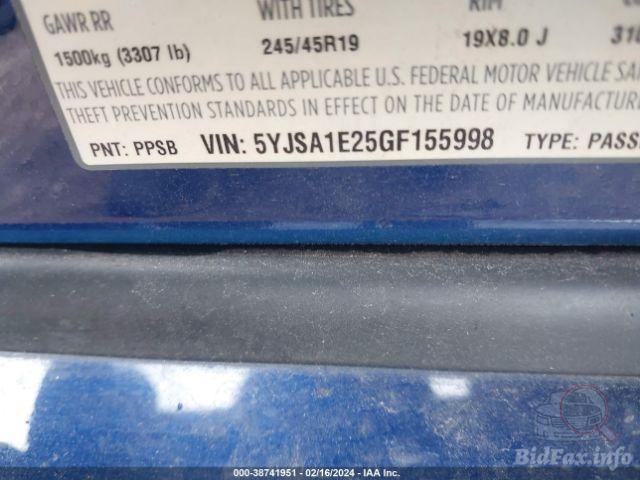 GAWR RR WITH TIRES RIM
1500kg (3307 lb) 245/45R19 19X8.0 J
THIS VEHICLE CONFORMS TO ALL APPLICABLE U.S. FEDERAL MOTOR VEHICLE
THEFT PREVENTION STANDARDS IN EFFECT ON THE DATE OF MANUFACTURE
PNT: PPSB VIN: 5YJSA1E25GF155998 TYPE: PASS
000-38741951 - 02/16/2024 - IAA Inc.
BidFax.info